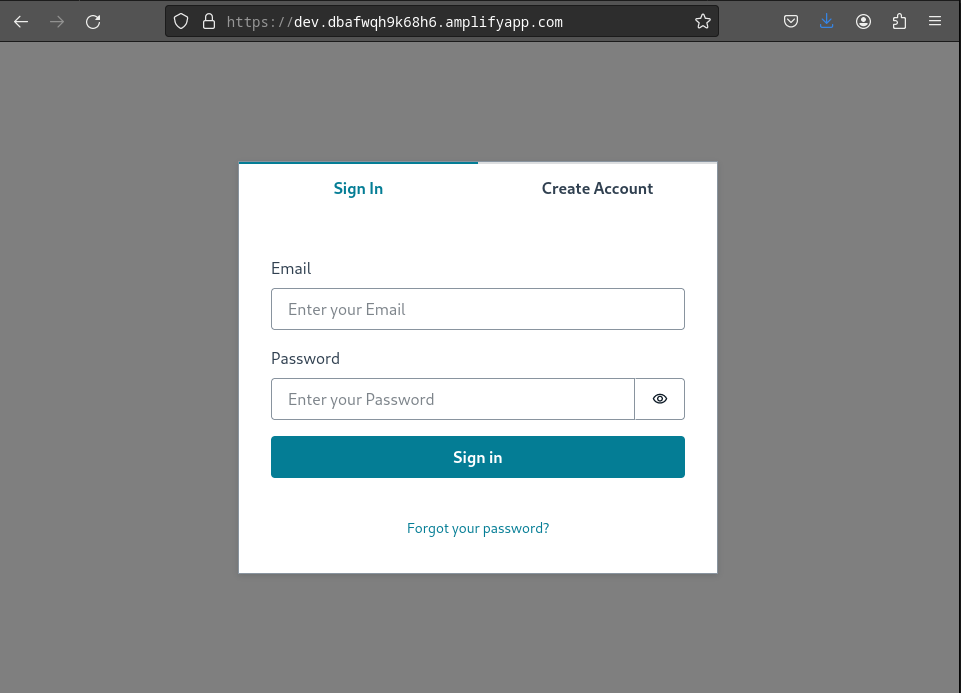 https://dev.dbafwqh9k68h6.amplifyapp.com
Sign In
Create Account
Email
Enter your Email
Password
Enter your Password
Sign in
Forgot your password?